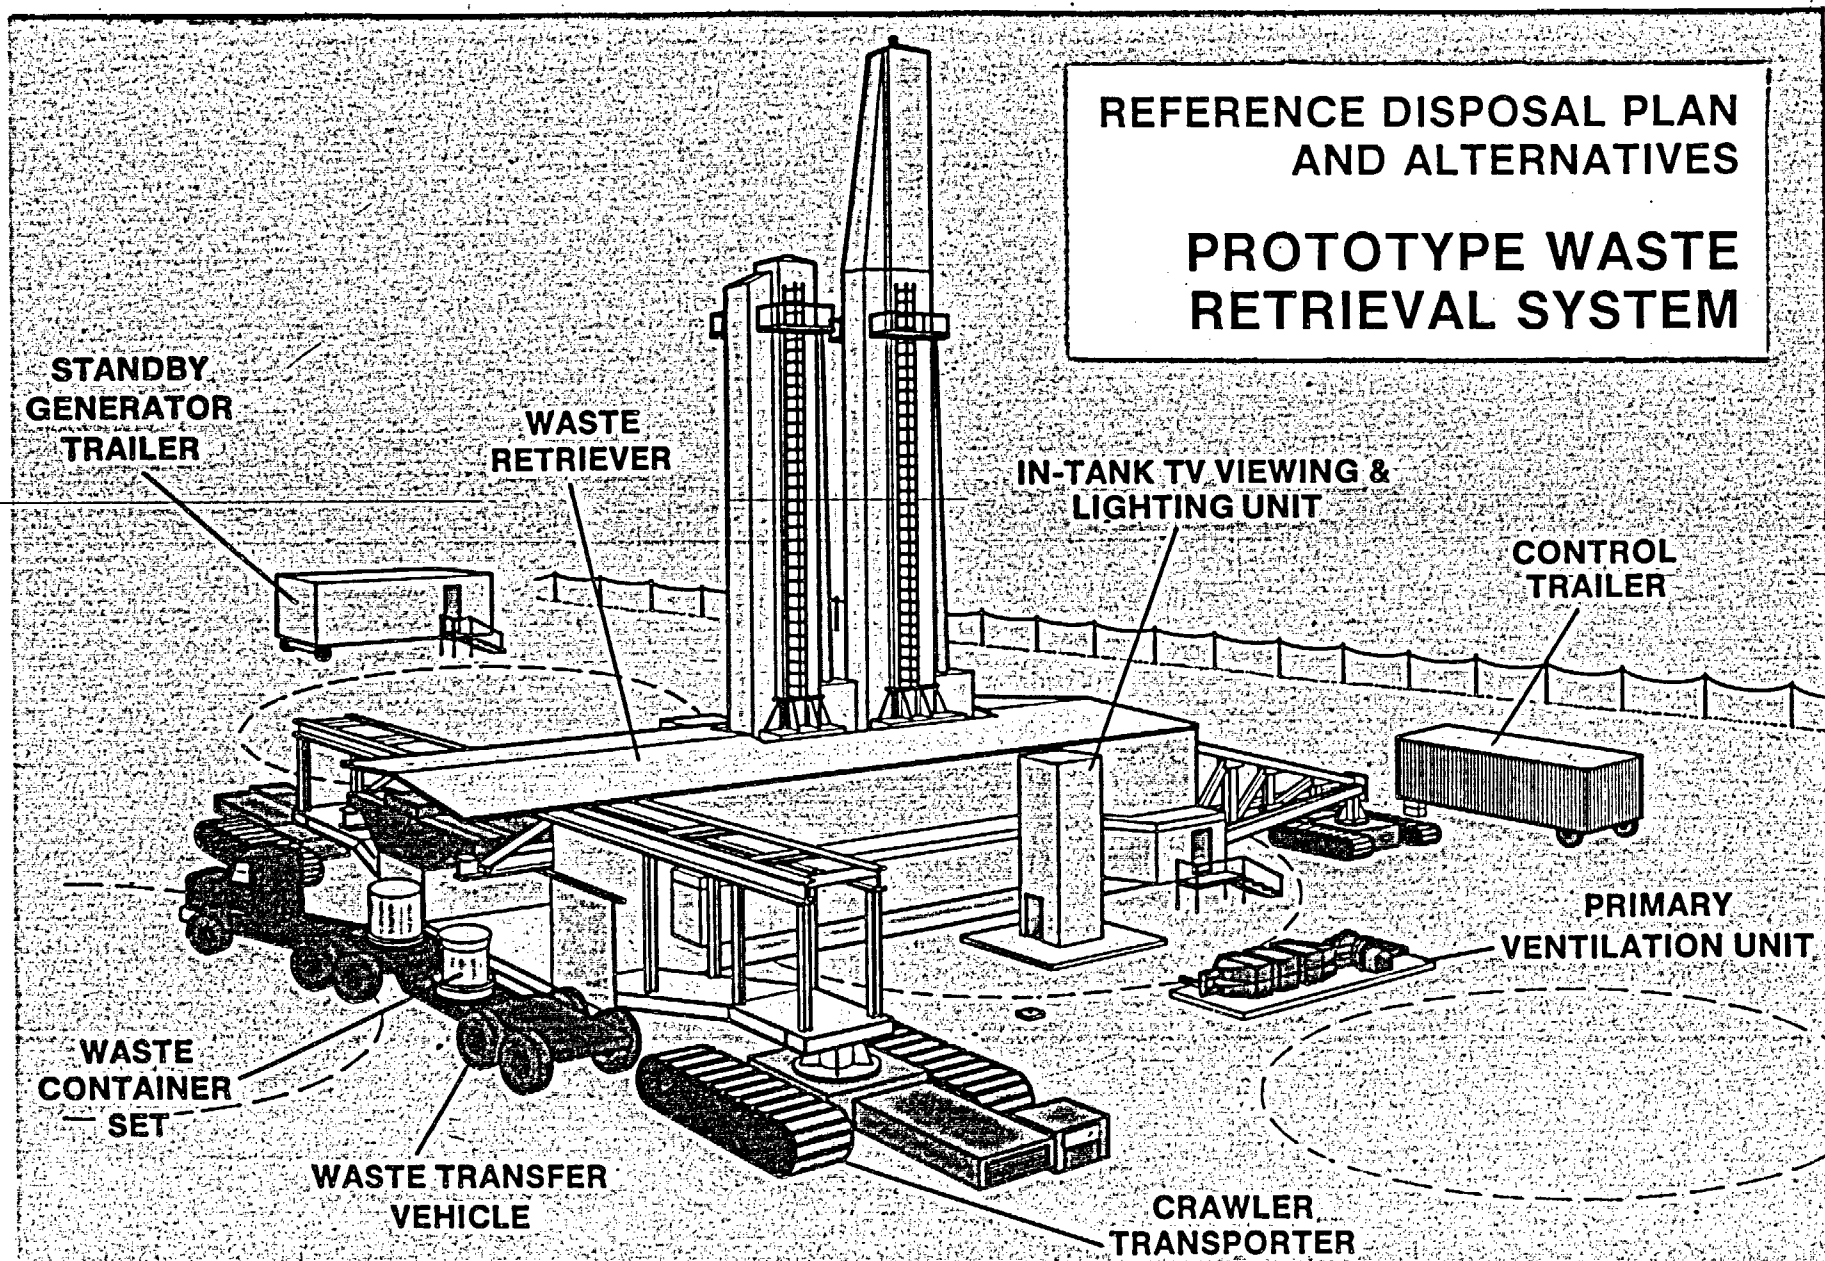 REFERENCE DISPOSAL PLAN
AND ALTERNATIVES
PROTOTYPE WASTE
RETRIEVAL SYSTEM
STANDBY
GENERATOR
TRAILER
WASTE
RETRIEVER
IN-TANK TV VIEWING &
LIGHTING UNIT
CONTROL
TRAILER
PRIMARY
VENTILATION UNIT
WASTE
CONTAINER
SET
WASTE TRANSFER
VEHICLE
CRAWLER
TRANSPORTER